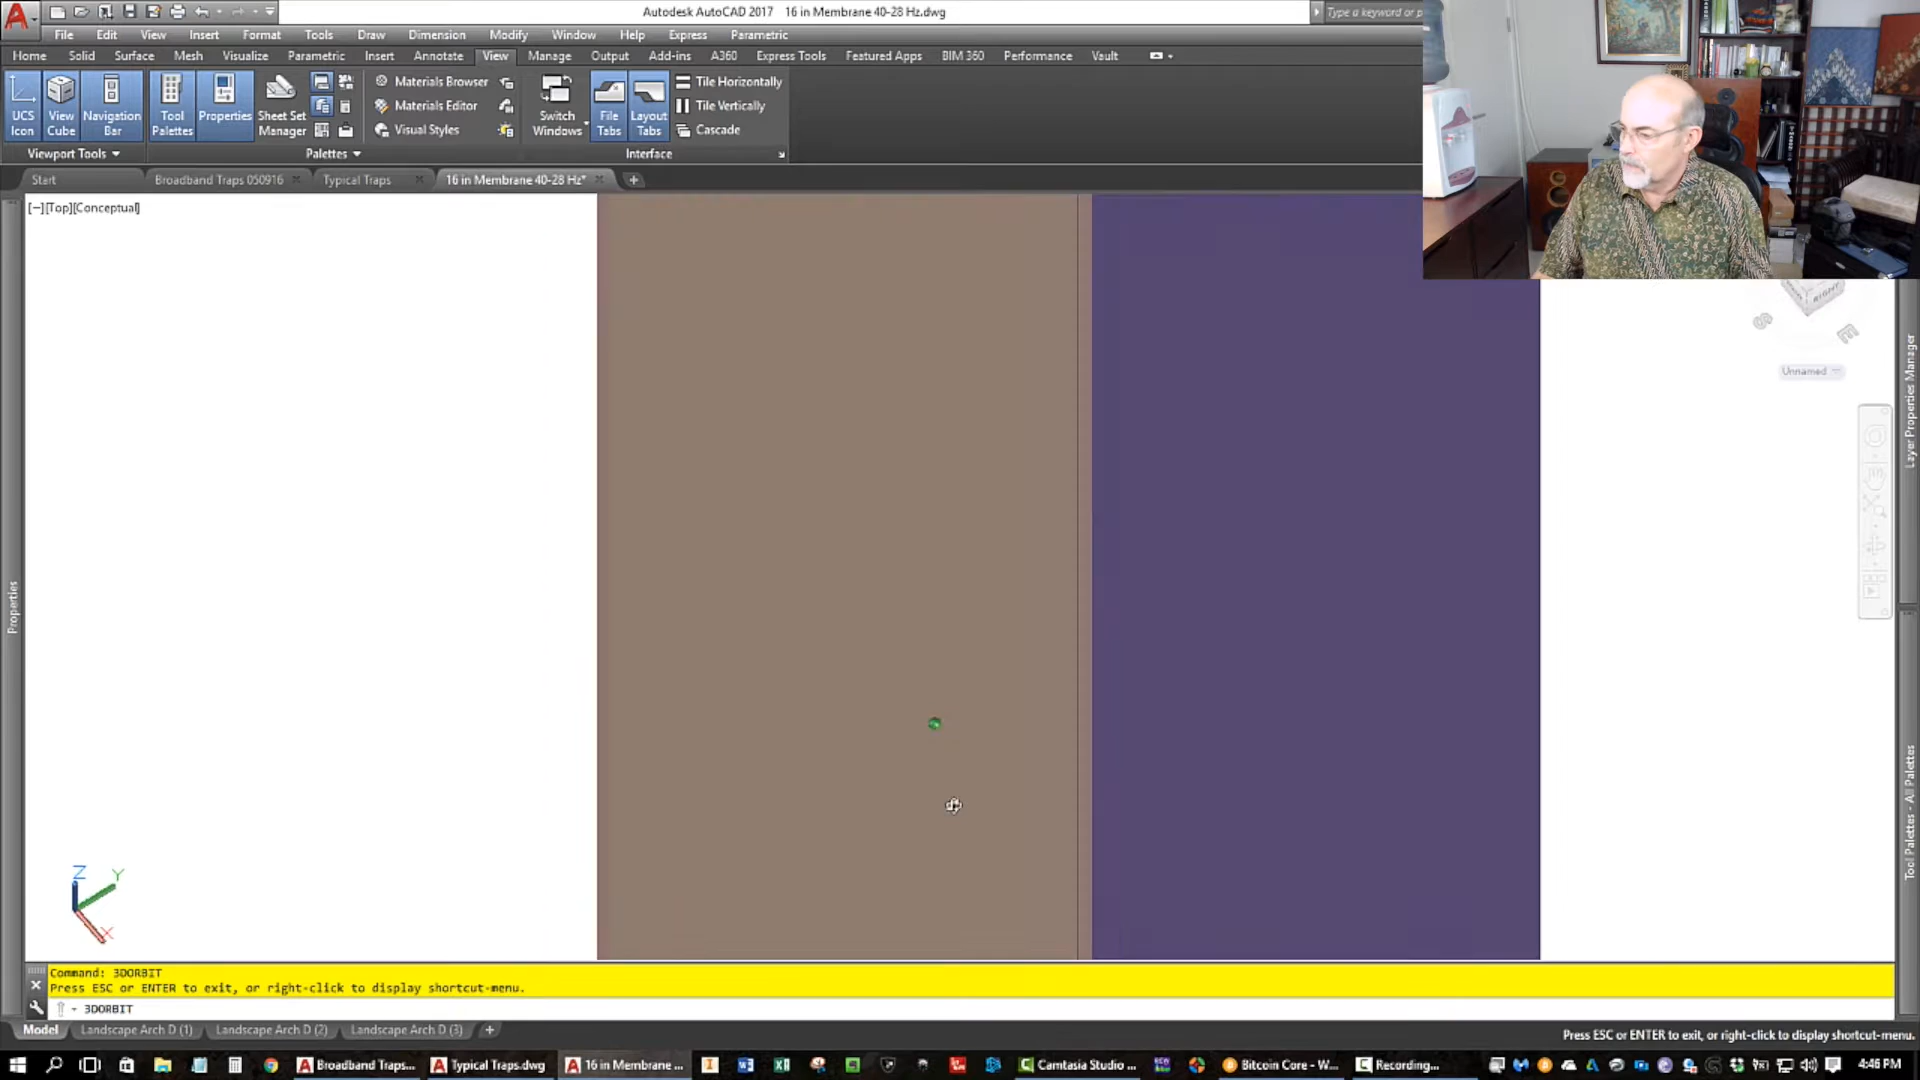 Autodesk AutoCAD 2017 16 in Membrane 40-28 Hz.dwg
Type a keyword or p
File Edit View Insert Format Tools Draw Dimension Modify Window Help Express Parametric
Home Solid Surface Mesh Visualize Parametric Insert Annotate View Manage Output Add-ins A360 Express Tools Featured Apps BIM 360 Performance Vault
Materials Browser
Tile Horizontally
Materials Editor
Tile Vertically
Visual Styles
Cascade
UCS Icon
View Cube
Navigation Bar
Tool Palettes
Properties
Sheet Set Manager
Switch Windows
File Tabs
Layout Tabs
Viewport Tools
Palettes
Interface
Start
Broadband Traps 050916
Typical Traps
16 in Membrane 40-28 Hz*
[−][Top][Conceptual]
RIGHT
S
E
Unnamed
Layer Properties Manager
Properties
Tool Palettes - All Palettes
Z
Y
X
Command: 3DORBIT
Press ESC or ENTER to exit, or right-click to display shortcut-menu.
3DORBIT
Model Landscape Arch D (1) Landscape Arch D (2) Landscape Arch D (3)
Press ESC or ENTER to exit, or right-click to display shortcut-menu.
Broadband Traps...
Typical Traps.dwg
16 in Membrane ...
Camtasia Studio ...
Bitcoin Core - W...
Recording...
4:46 PM